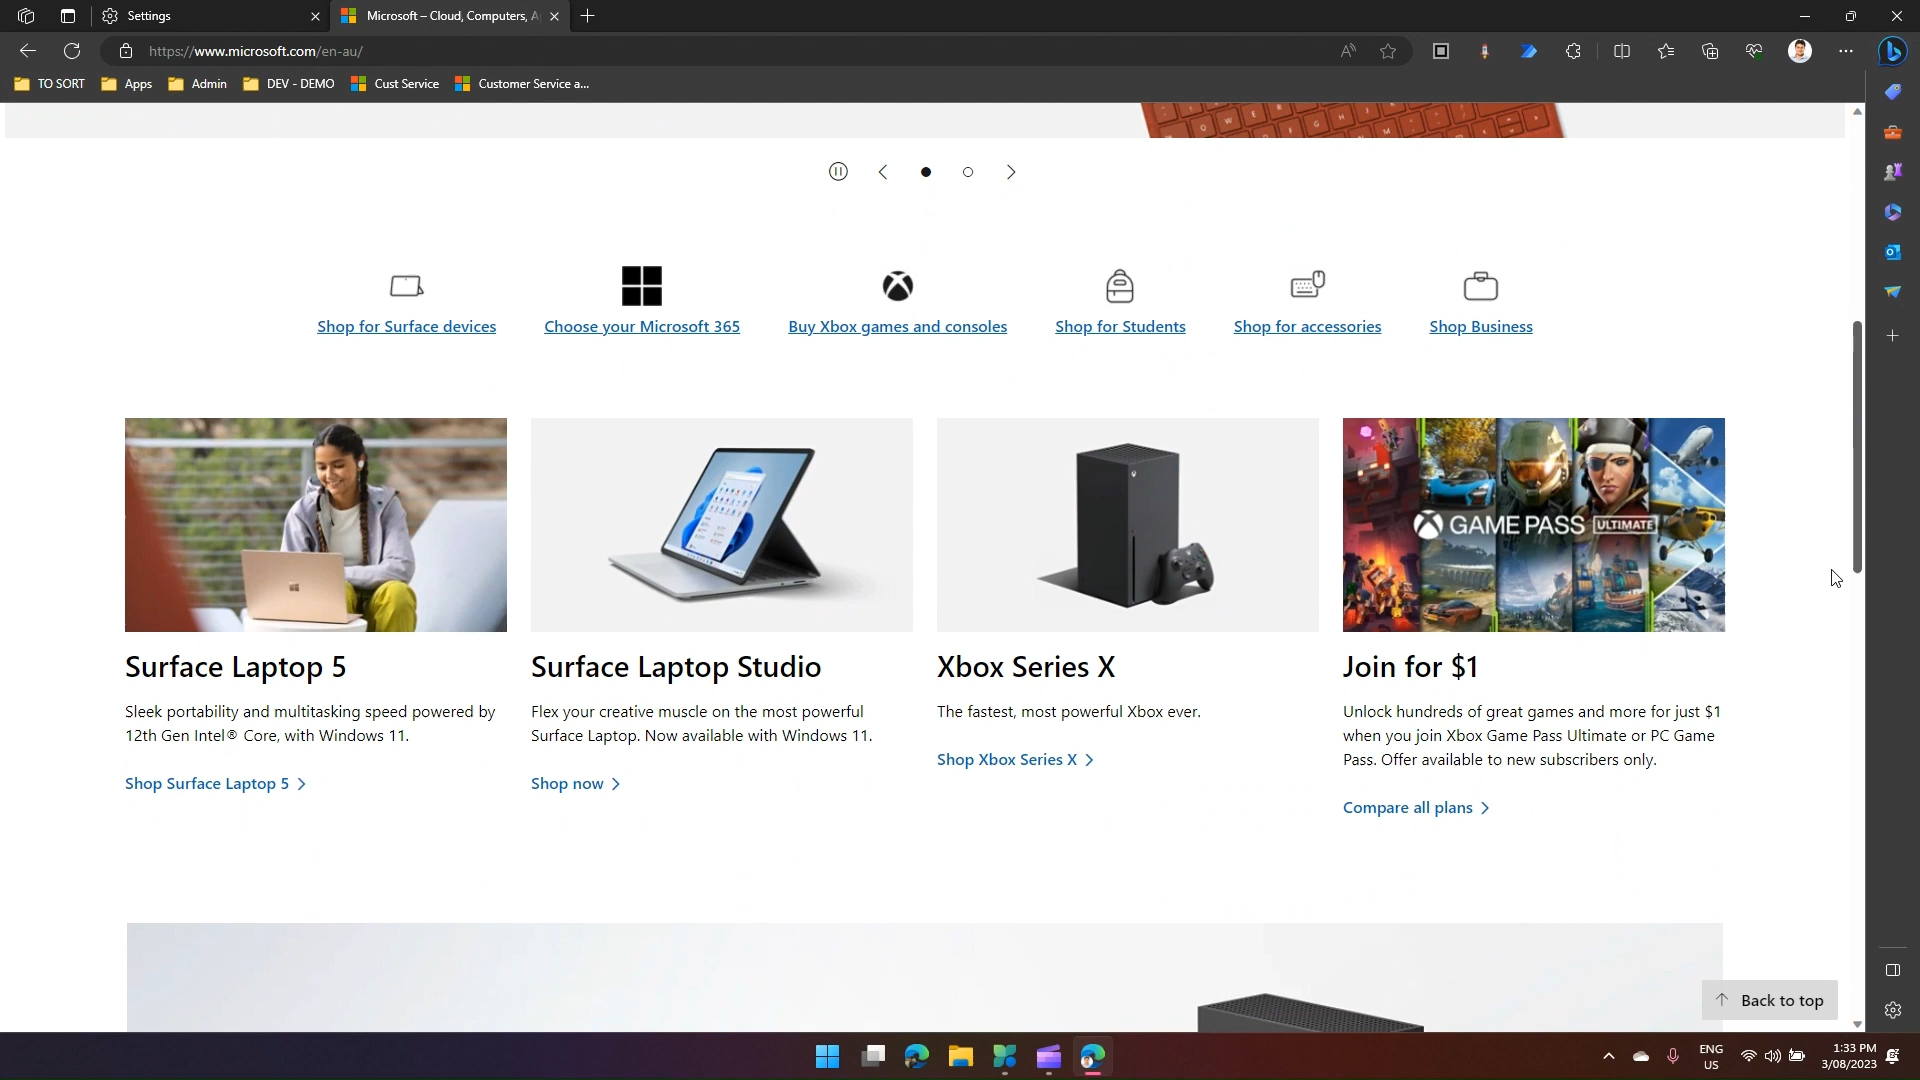 Settings
Microsoft – Cloud, Computers, A
https://www.microsoft.com/en-au/
TO SORT
Apps
Admin
DEV - DEMO
Cust Service
Customer Service a...
Shop for Surface devices
Choose your Microsoft 365
Buy Xbox games and consoles
Shop for Students
Shop for accessories
Shop Business
GAME PASS ULTIMATE
Surface Laptop 5
Sleek portability and multitasking speed powered by
12th Gen Intel® Core, with Windows 11.
Shop Surface Laptop 5
Surface Laptop Studio
Flex your creative muscle on the most powerful
Surface Laptop. Now available with Windows 11.
Shop now
Xbox Series X
The fastest, most powerful Xbox ever.
Shop Xbox Series X
Join for $1
Unlock hundreds of great games and more for just $1
when you join Xbox Game Pass Ultimate or PC Game
Pass. Offer available to new subscribers only.
Compare all plans
Back to top
ENG
US
1:33 PM
3/08/2023